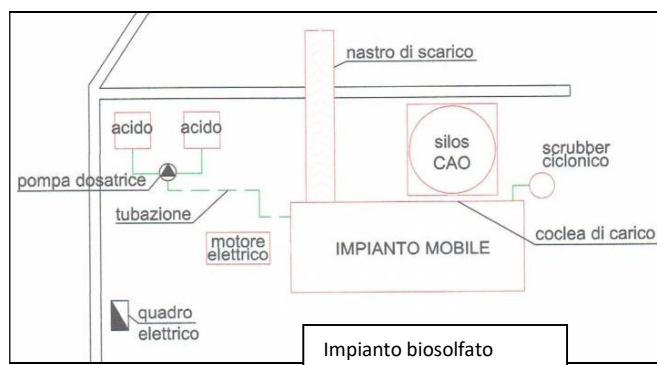 nastro di scarico
acido
acido
silos
CAO
scrubber
ciclonico
pompa dosatrice
tubazione
motore
elettrico
IMPIANTO MOBILE
coclea di carico
quadro
elettrico
Impianto biosolfato